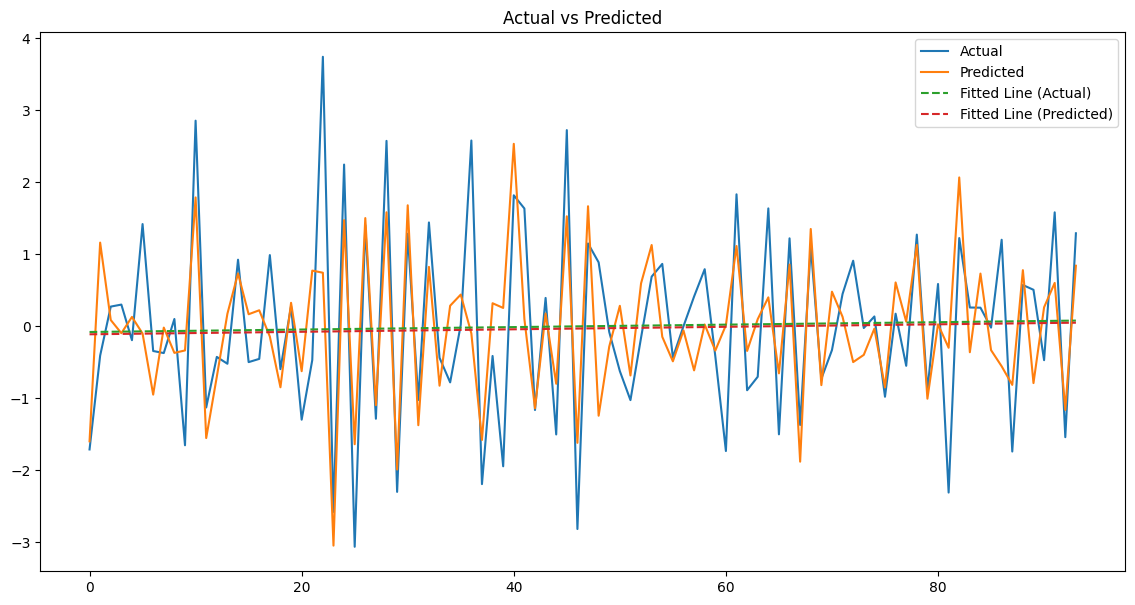 Actual vs Predicted
4
3
2
1
0
−1
−2
−3
0
20
40
60
80
Actual
Predicted
Fitted Line (Actual)
Fitted Line (Predicted)